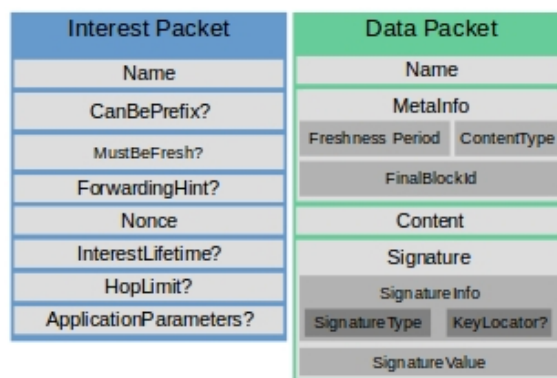 Interest Packet
Name
CanBePrefix?
MustBeFresh?
ForwardingHint?
Nonce
InterestLifetime?
HopLimit?
ApplicationParameters?
Data Packet
Name
MetaInfo
Freshness Period ContentType
FinalBlockId
Content
Signature
SignatureInfo
SignatureType KeyLocator?
SignatureValue